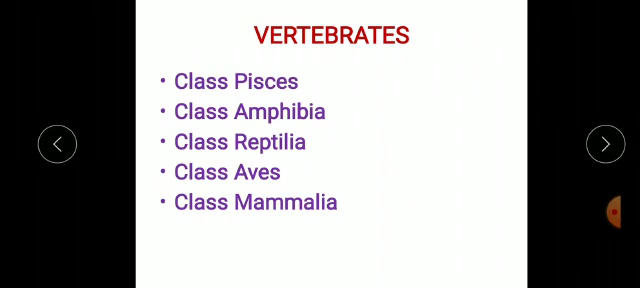 VERTEBRATES
• Class Pisces
• Class Amphibia
• Class Reptilia
• Class Aves
• Class Mammalia